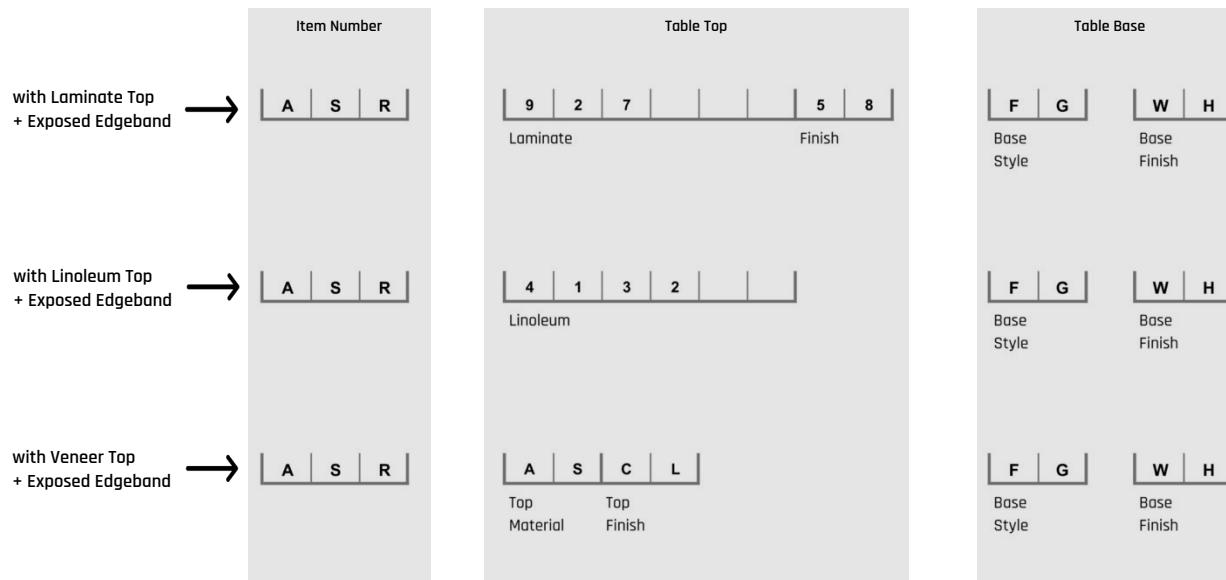 Item Number
Table Top
Table Base
with Laminate Top
+ Exposed Edgeband
A S R
9 2 7 5 8
F G
W H
Laminate
Finish
Base
Style
Base
Finish
with Linoleum Top
+ Exposed Edgeband
A S R
4 1 3 2
F G
W H
Linoleum
Base
Style
Base
Finish
with Veneer Top
+ Exposed Edgeband
A S C L
A S R
F G
W H
Top
Material
Top
Finish
Base
Style
Base
Finish